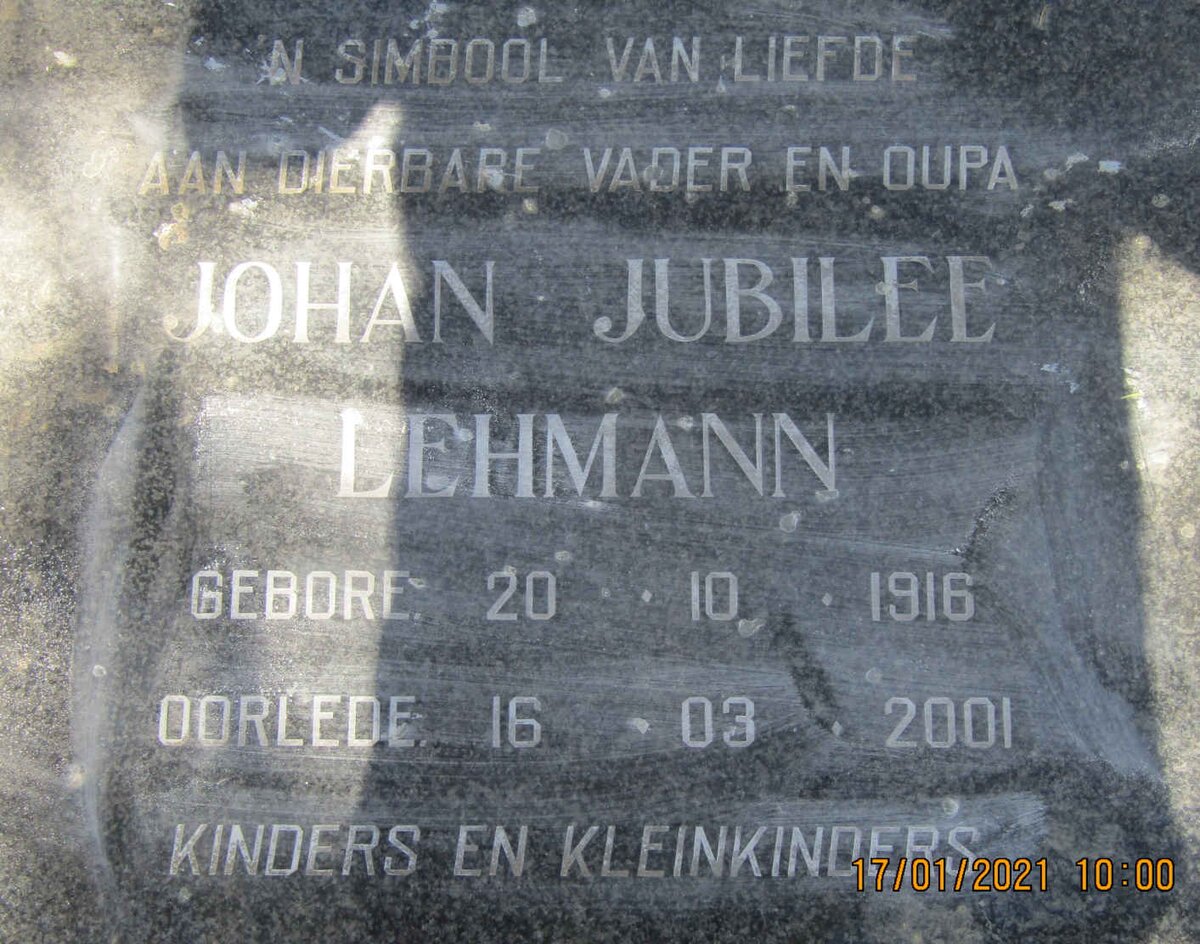 'N SIMBOOL VAN LIEFDE
AAN DIERBARE VADER EN OUPA
JOHAN JUBILEE
LEHMANN
GEBORE. 20 · 10 · 1916
OORLEDE. 16 · 03 · 2001
KINDERS EN KLEINKINDERS
17/01/2021 10:00